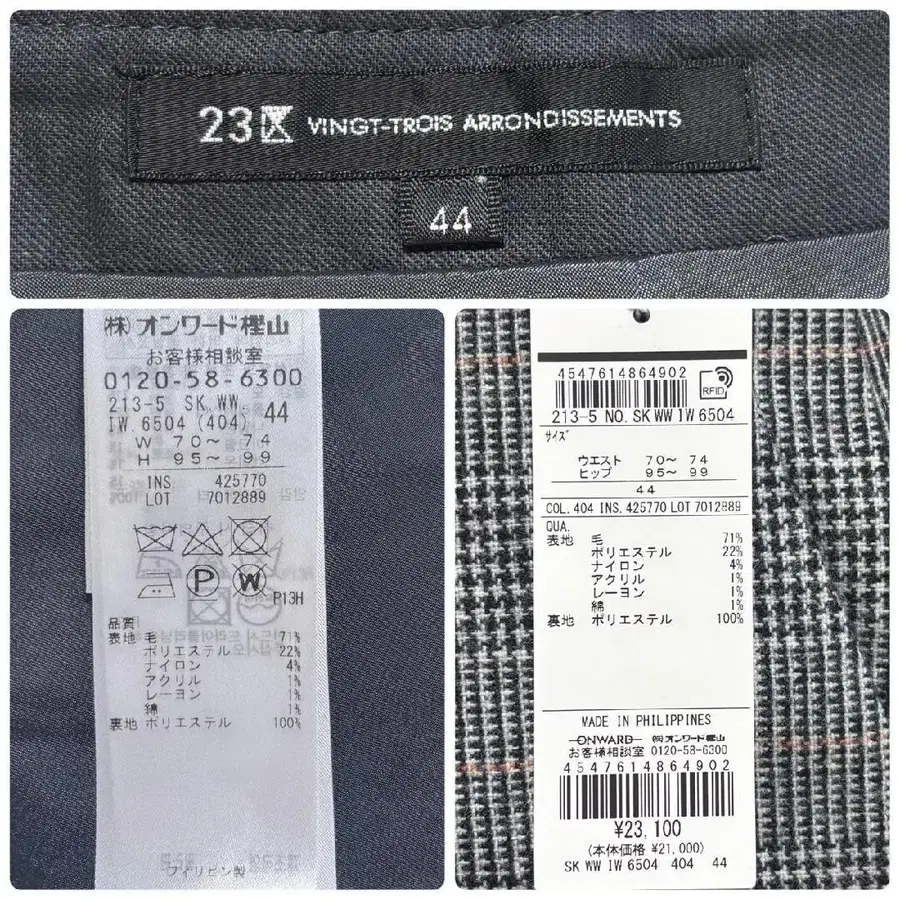 23区 VINGT-TROIS ARRONDISSEMENTS
44
㈱オンワード樫山
お客様相談室
0120-58-6300
213-5 SK.WW 44
IW.6504 (404)
W 70~ 74
H 95~ 99
INS 425770
LOT 7012889
P W P13H
品質
表地 毛 71%
ポリエステル 22%
ナイロン 4%
アクリル 1%
レーヨン 1%
綿 1%
裏地 ポリエステル 100%
フィリピン製
4547614864902
RFID
213-5 NO. SK WW IW 6504
サイズ
ウエスト 70~ 74
ヒップ 95~ 99
44
COL. 404 INS. 425770 LOT 7012889
QUA.
表地 毛 71%
ポリエステル 22%
ナイロン 4%
アクリル 1%
レーヨン 1%
綿 1%
裏地 ポリエステル 100%
MADE IN PHILIPPINES
ONWARD ㈱オンワード樫山
お客様相談室 0120-58-6300
4547614864902
¥23,100
(本体価格 ¥21,000)
SK WW IW 6504 404 44